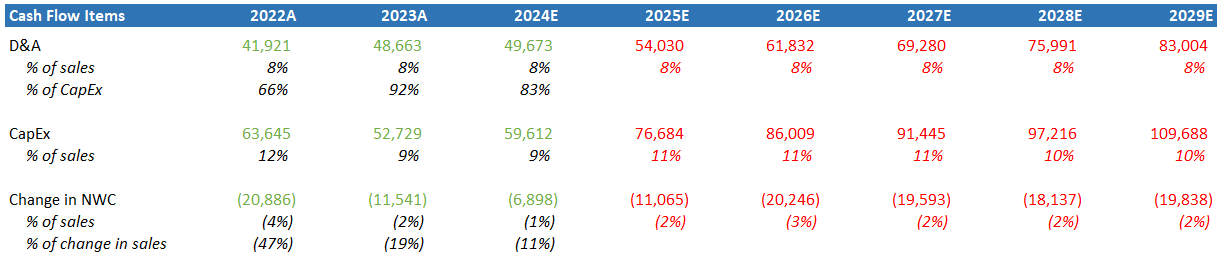 Cash Flow Items 2022A 2023A 2024E 2025E 2026E 2027E 2028E 2029E
D&A 41,921 48,663 49,673 54,030 61,832 69,280 75,991 83,004
% of sales 8% 8% 8% 8% 8% 8% 8% 8%
% of CapEx 66% 92% 83%
CapEx 63,645 52,729 59,612 76,684 86,009 91,445 97,216 109,688
% of sales 12% 9% 9% 11% 11% 11% 10% 10%
Change in NWC (20,886) (11,541) (6,898) (11,065) (20,246) (19,593) (18,137) (19,838)
% of sales (4%) (2%) (1%) (2%) (3%) (2%) (2%) (2%)
% of change in sales (47%) (19%) (11%)